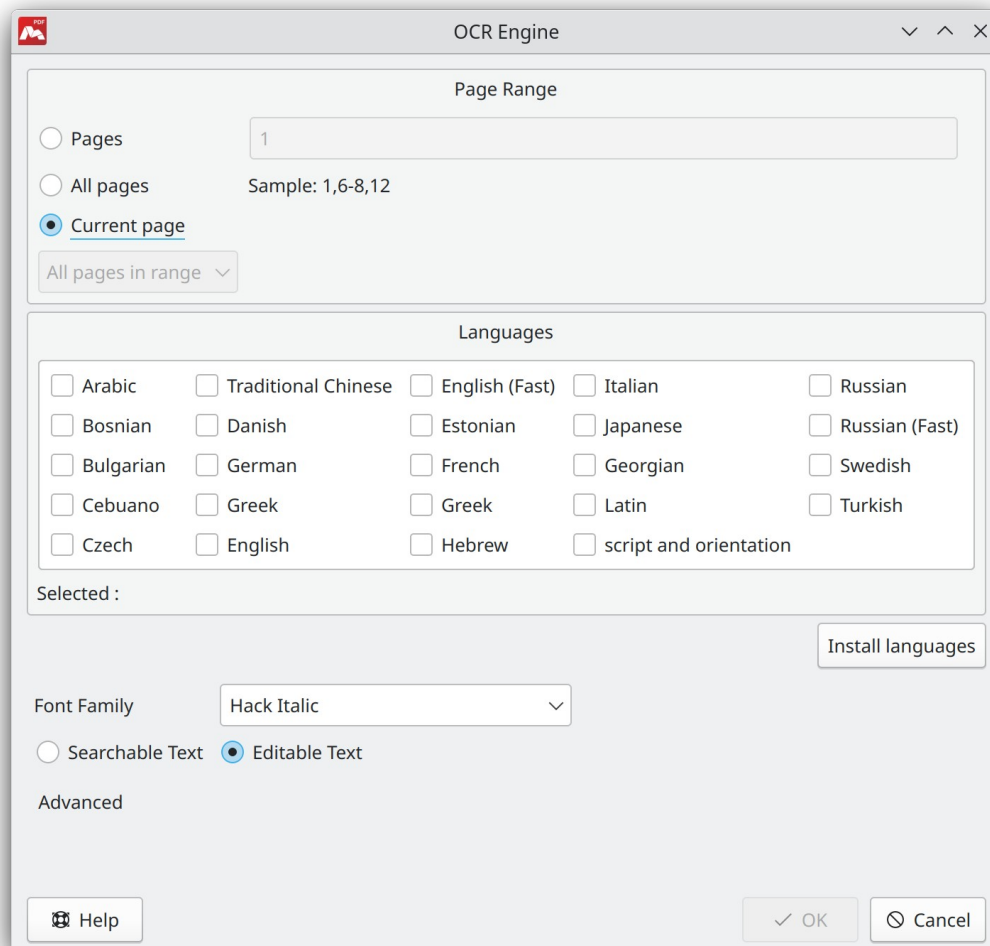 PDF
OCR Engine
Page Range
Pages 1
All pages Sample: 1,6-8,12
Current page
All pages in range
Languages
Arabic Traditional Chinese English (Fast) Italian Russian
Bosnian Danish Estonian Japanese Russian (Fast)
Bulgarian German French Georgian Swedish
Cebuano Greek Greek Latin Turkish
Czech English Hebrew script and orientation
Selected :
Install languages
Font Family Hack Italic
Searchable Text Editable Text
Advanced
Help OK Cancel